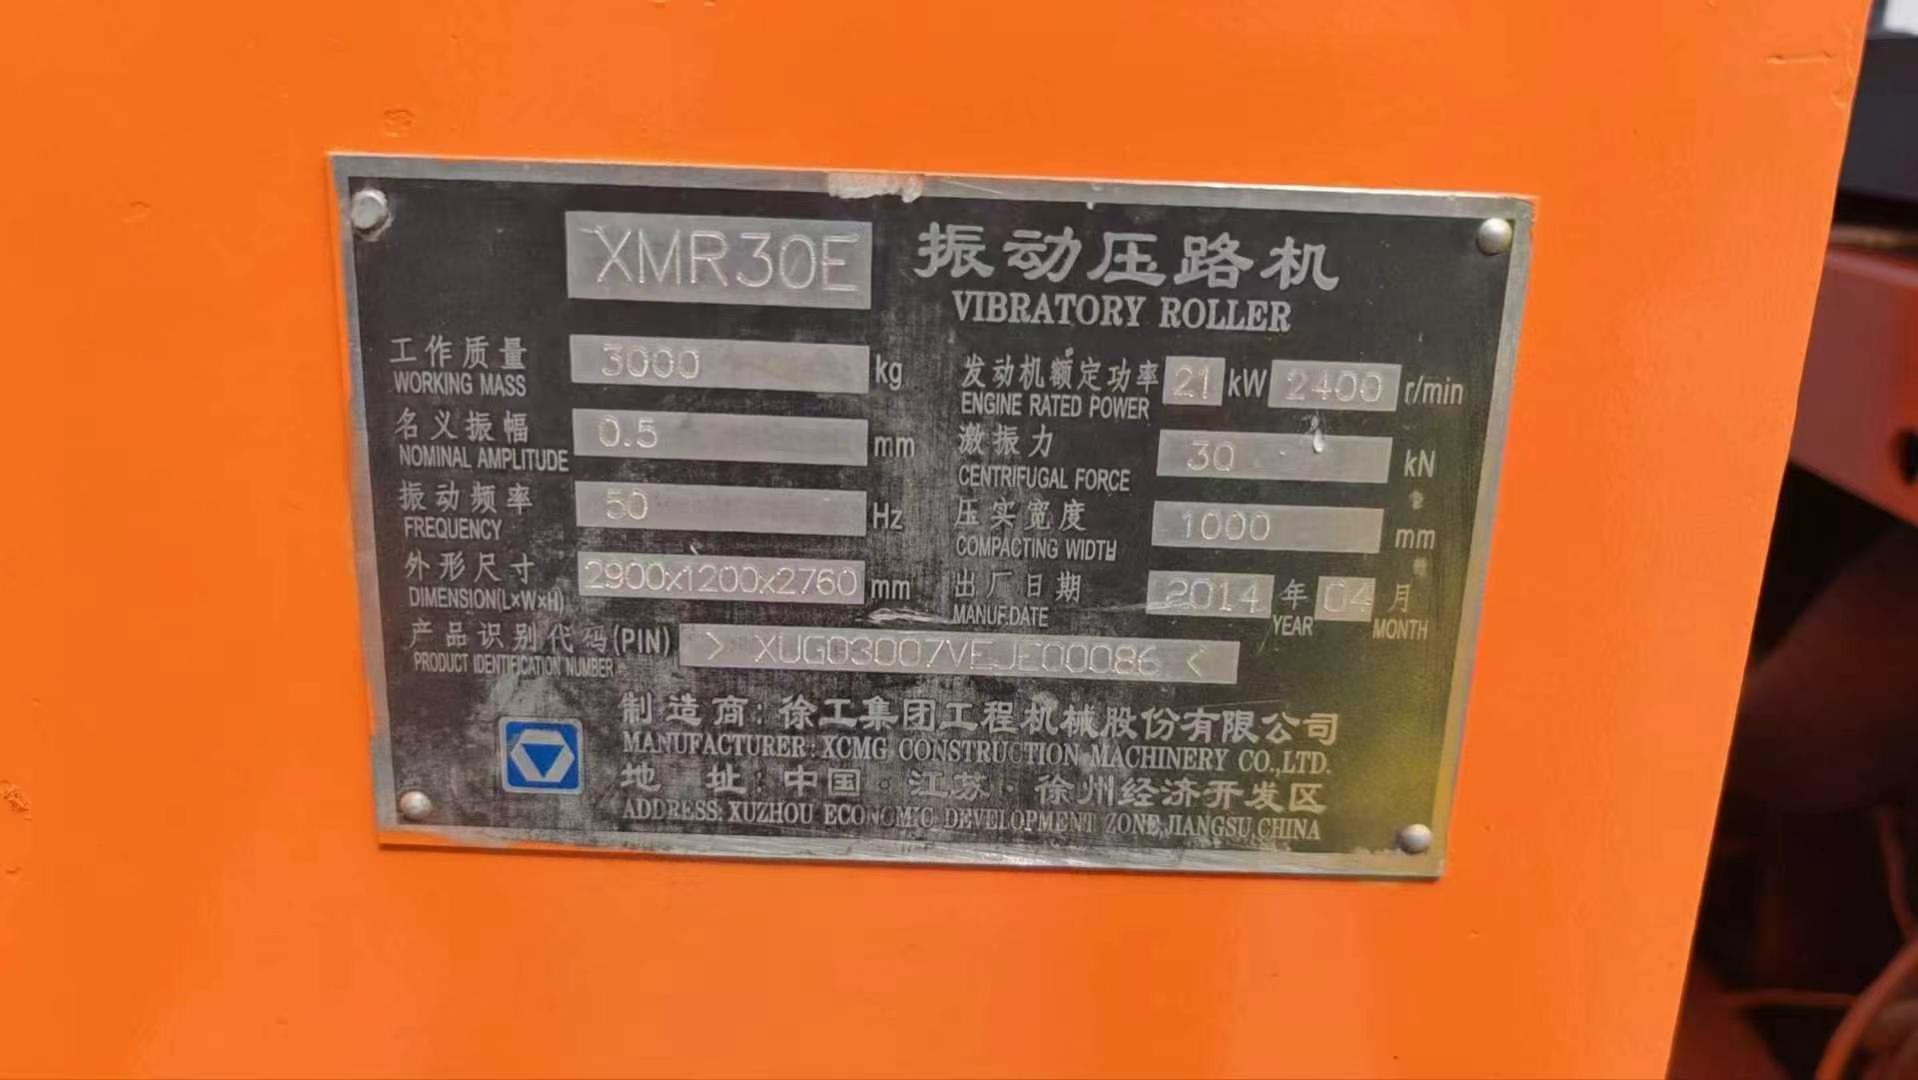 XMR30E 振动压路机
VIBRATORY ROLLER
工作质量 3000 kg 发动机额定功率 21 kW 2400 r/min
WORKING MASS ENGINE RATED POWER
名义振幅 0.5 mm 激振力 30 kN
NOMINAL AMPLITUDE CENTRIFUGAL FORCE
振动频率 50 Hz 压实宽度 1000 mm
FREQUENCY COMPACTING WIDTH
外形尺寸 2900x1200x2760 mm 出厂日期 2014 年 04 月
DIMENSION(L×W×H) MANUF.DATE YEAR MONTH
产品识别代码(PIN) > XUG03007VEJE00086 <
PRODUCT IDENTIFICATION NUMBER
制造商:徐工集团工程机械股份有限公司
MANUFACTURER: XCMG CONSTRUCTION MACHINERY CO.,LTD.
地 址:中国·江苏·徐州经济开发区
ADDRESS: XUZHOU ECONOMIC DEVELOPMENT ZONE,JIANGSU,CHINA